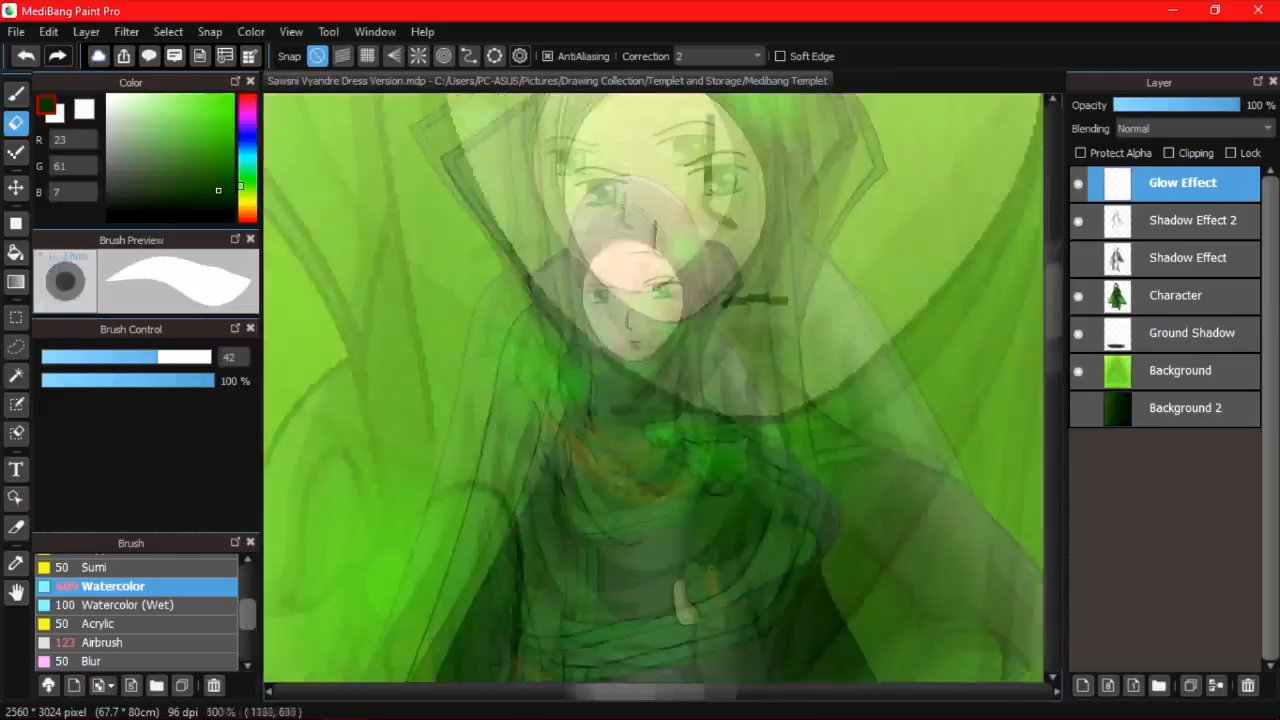 MediBang Paint Pro
File Edit Layer Filter Select Snap Color View Tool Window Help
Snap AntiAliasing Correction 2 Soft Edge
Color
Sawsni Vyandre Dress Version.mdp - C:/Users/PC-ASUS/Pictures/Drawing Collection/Templet and Storage/Medibang Templet
Layer
Opacity 100 %
R 23
G 61
B 7
Blending Normal
Protect Alpha Clipping Lock
Glow Effect
Shadow Effect 2
Shadow Effect
Character
Ground Shadow
Background
Background 2
Brush Preview
Brush Control
42
100 %
Brush
50 Sumi
Watercolor
100 Watercolor (Wet)
50 Acrylic
123 Airbrush
50 Blur
T
2560 * 3024 pixel (67.7 * 80cm) 96 dpi